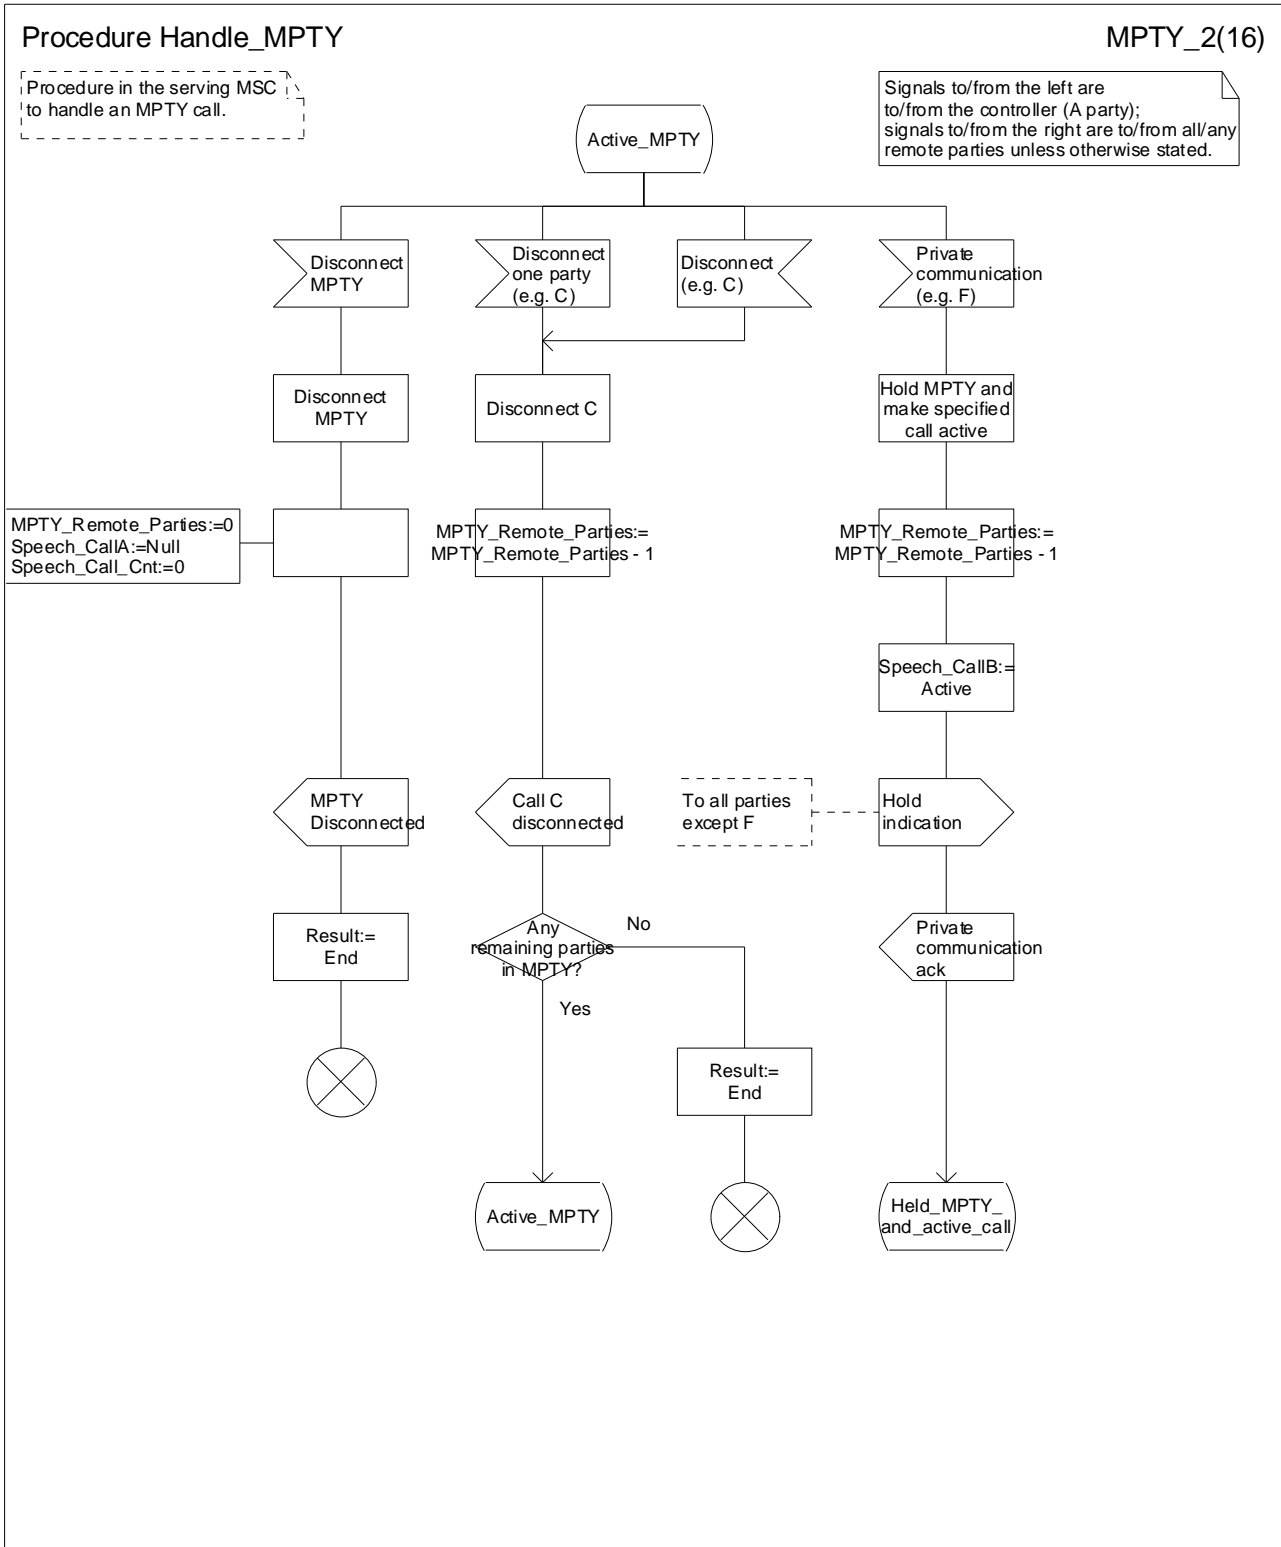 Procedure Handle_MPTY
MPTY_2(16)
Procedure in the serving MSC
to handle an MPTY call.
Signals to/from the left are
to/from the controller (A party);
signals to/from the right are to/from all/any
remote parties unless otherwise stated.
Active_MPTY
Disconnect
MPTY
Disconnect
one party
(e.g. C)
Disconnect
(e.g. C)
Private
communication
(e.g. F)
Disconnect
MPTY
Disconnect C
Hold MPTY and
make specified
call active
MPTY_Remote_Parties:=0
Speech_CallA:=Null
Speech_Call_Cnt:=0
MPTY_Remote_Parties:=
MPTY_Remote_Parties - 1
MPTY_Remote_Parties:=
MPTY_Remote_Parties - 1
Speech_CallB:=
Active
MPTY
Disconnected
Call C
disconnected
To all parties
except F
Hold
indication
Result:=
End
Any
remaining parties
in MPTY?
No
Yes
Private
communication
ack
Result:=
End
Active_MPTY
Held_MPTY_
and_active_call